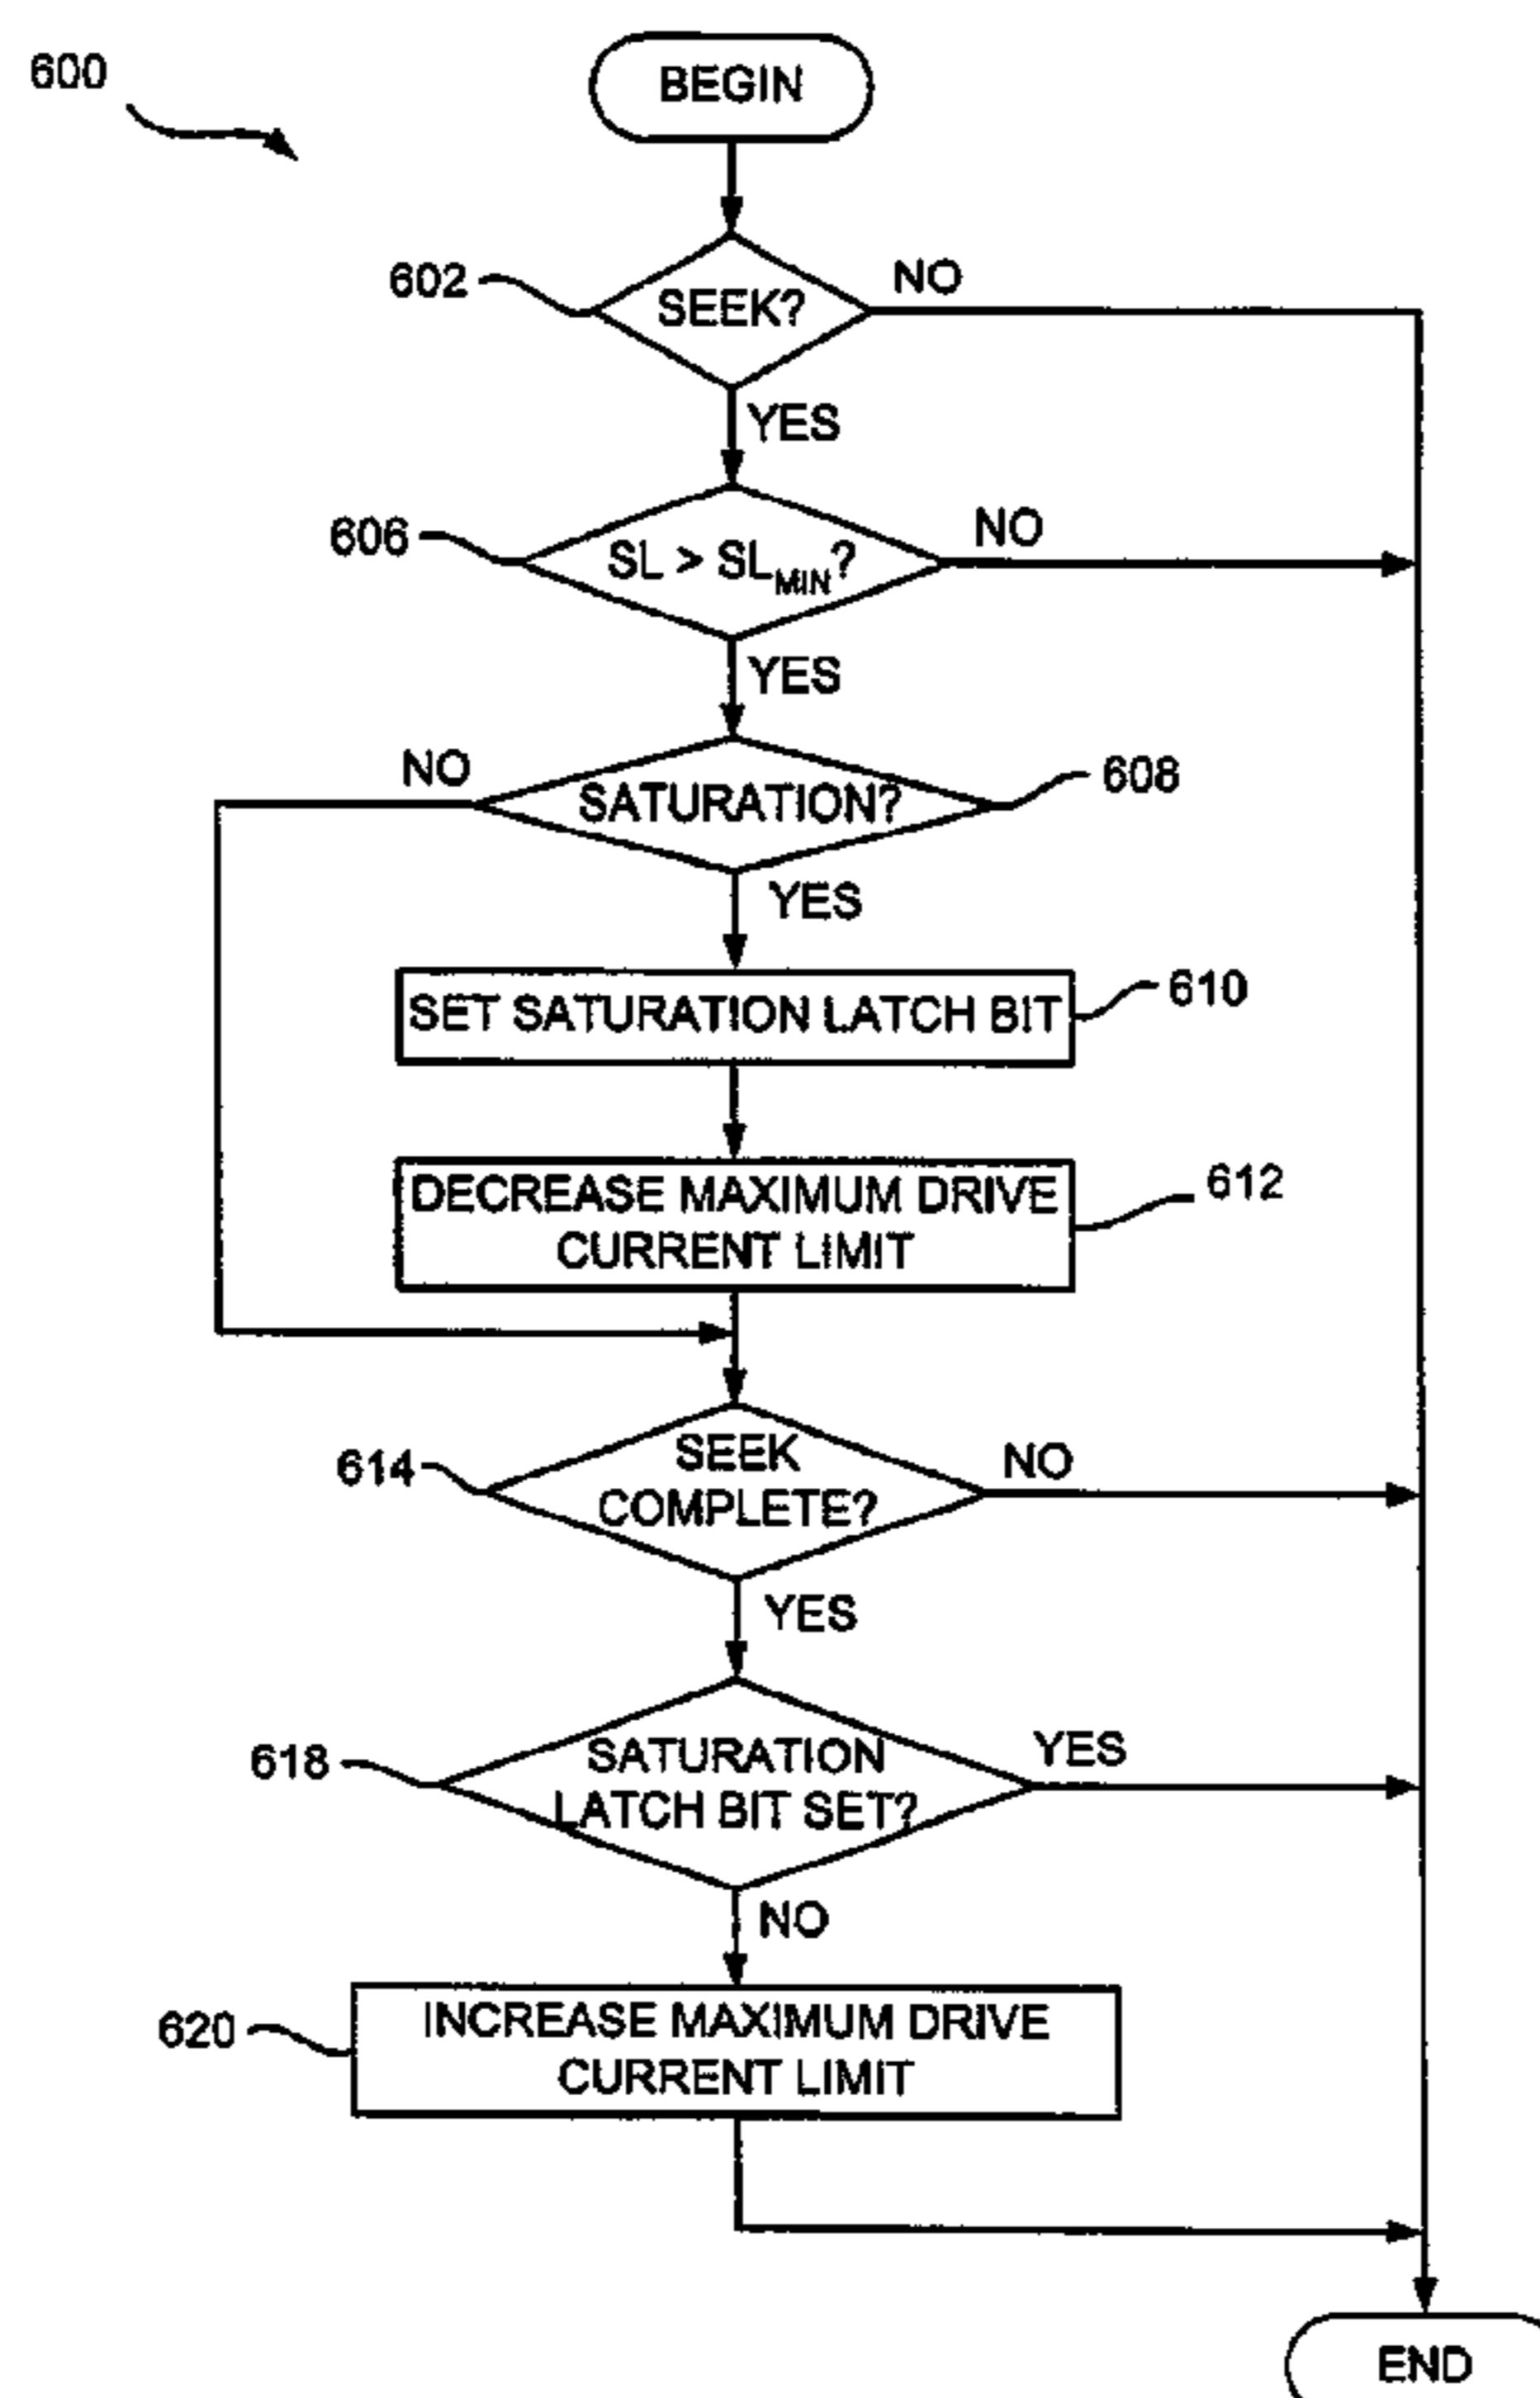 600
BEGIN
602
SEEK?
NO
YES
606
SL > SLMIN?
NO
YES
NO
SATURATION?
608
YES
SET SATURATION LATCH BIT
610
DECREASE MAXIMUM DRIVE
CURRENT LIMIT
612
614
SEEK
COMPLETE?
NO
YES
618
SATURATION
LATCH BIT SET?
YES
NO
620
INCREASE MAXIMUM DRIVE
CURRENT LIMIT
END